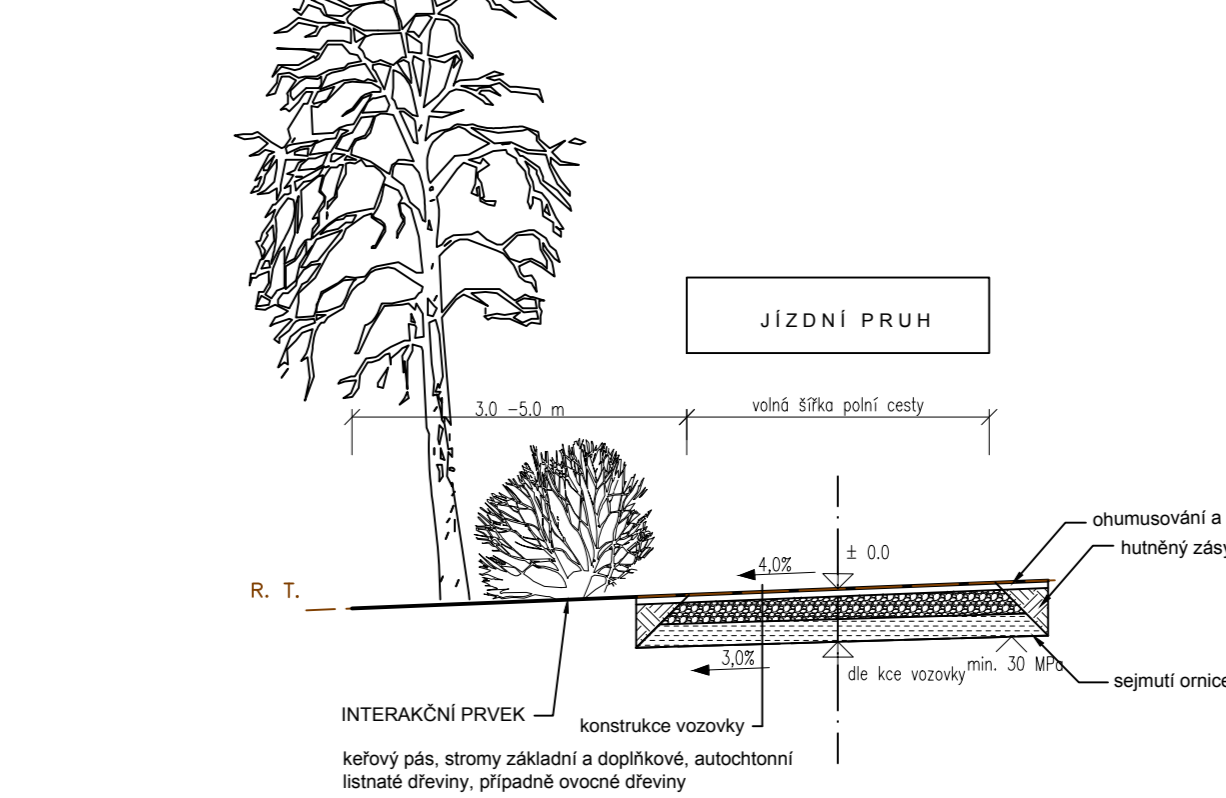 JÍZDNÍ PRUH
3.0 –5.0 m
volná šířka polní cesty
ohumusování a
± 0.0
hutněný zásy
4,0%
R. T.
3,0%
dle kce vozovky
min. 30 MPa
sejmutí ornice
INTERAKČNÍ PRVEK
konstrukce vozovky
keřový pás, stromy základní a doplňkové, autochtonní
listnaté dřeviny, případně ovocné dřeviny